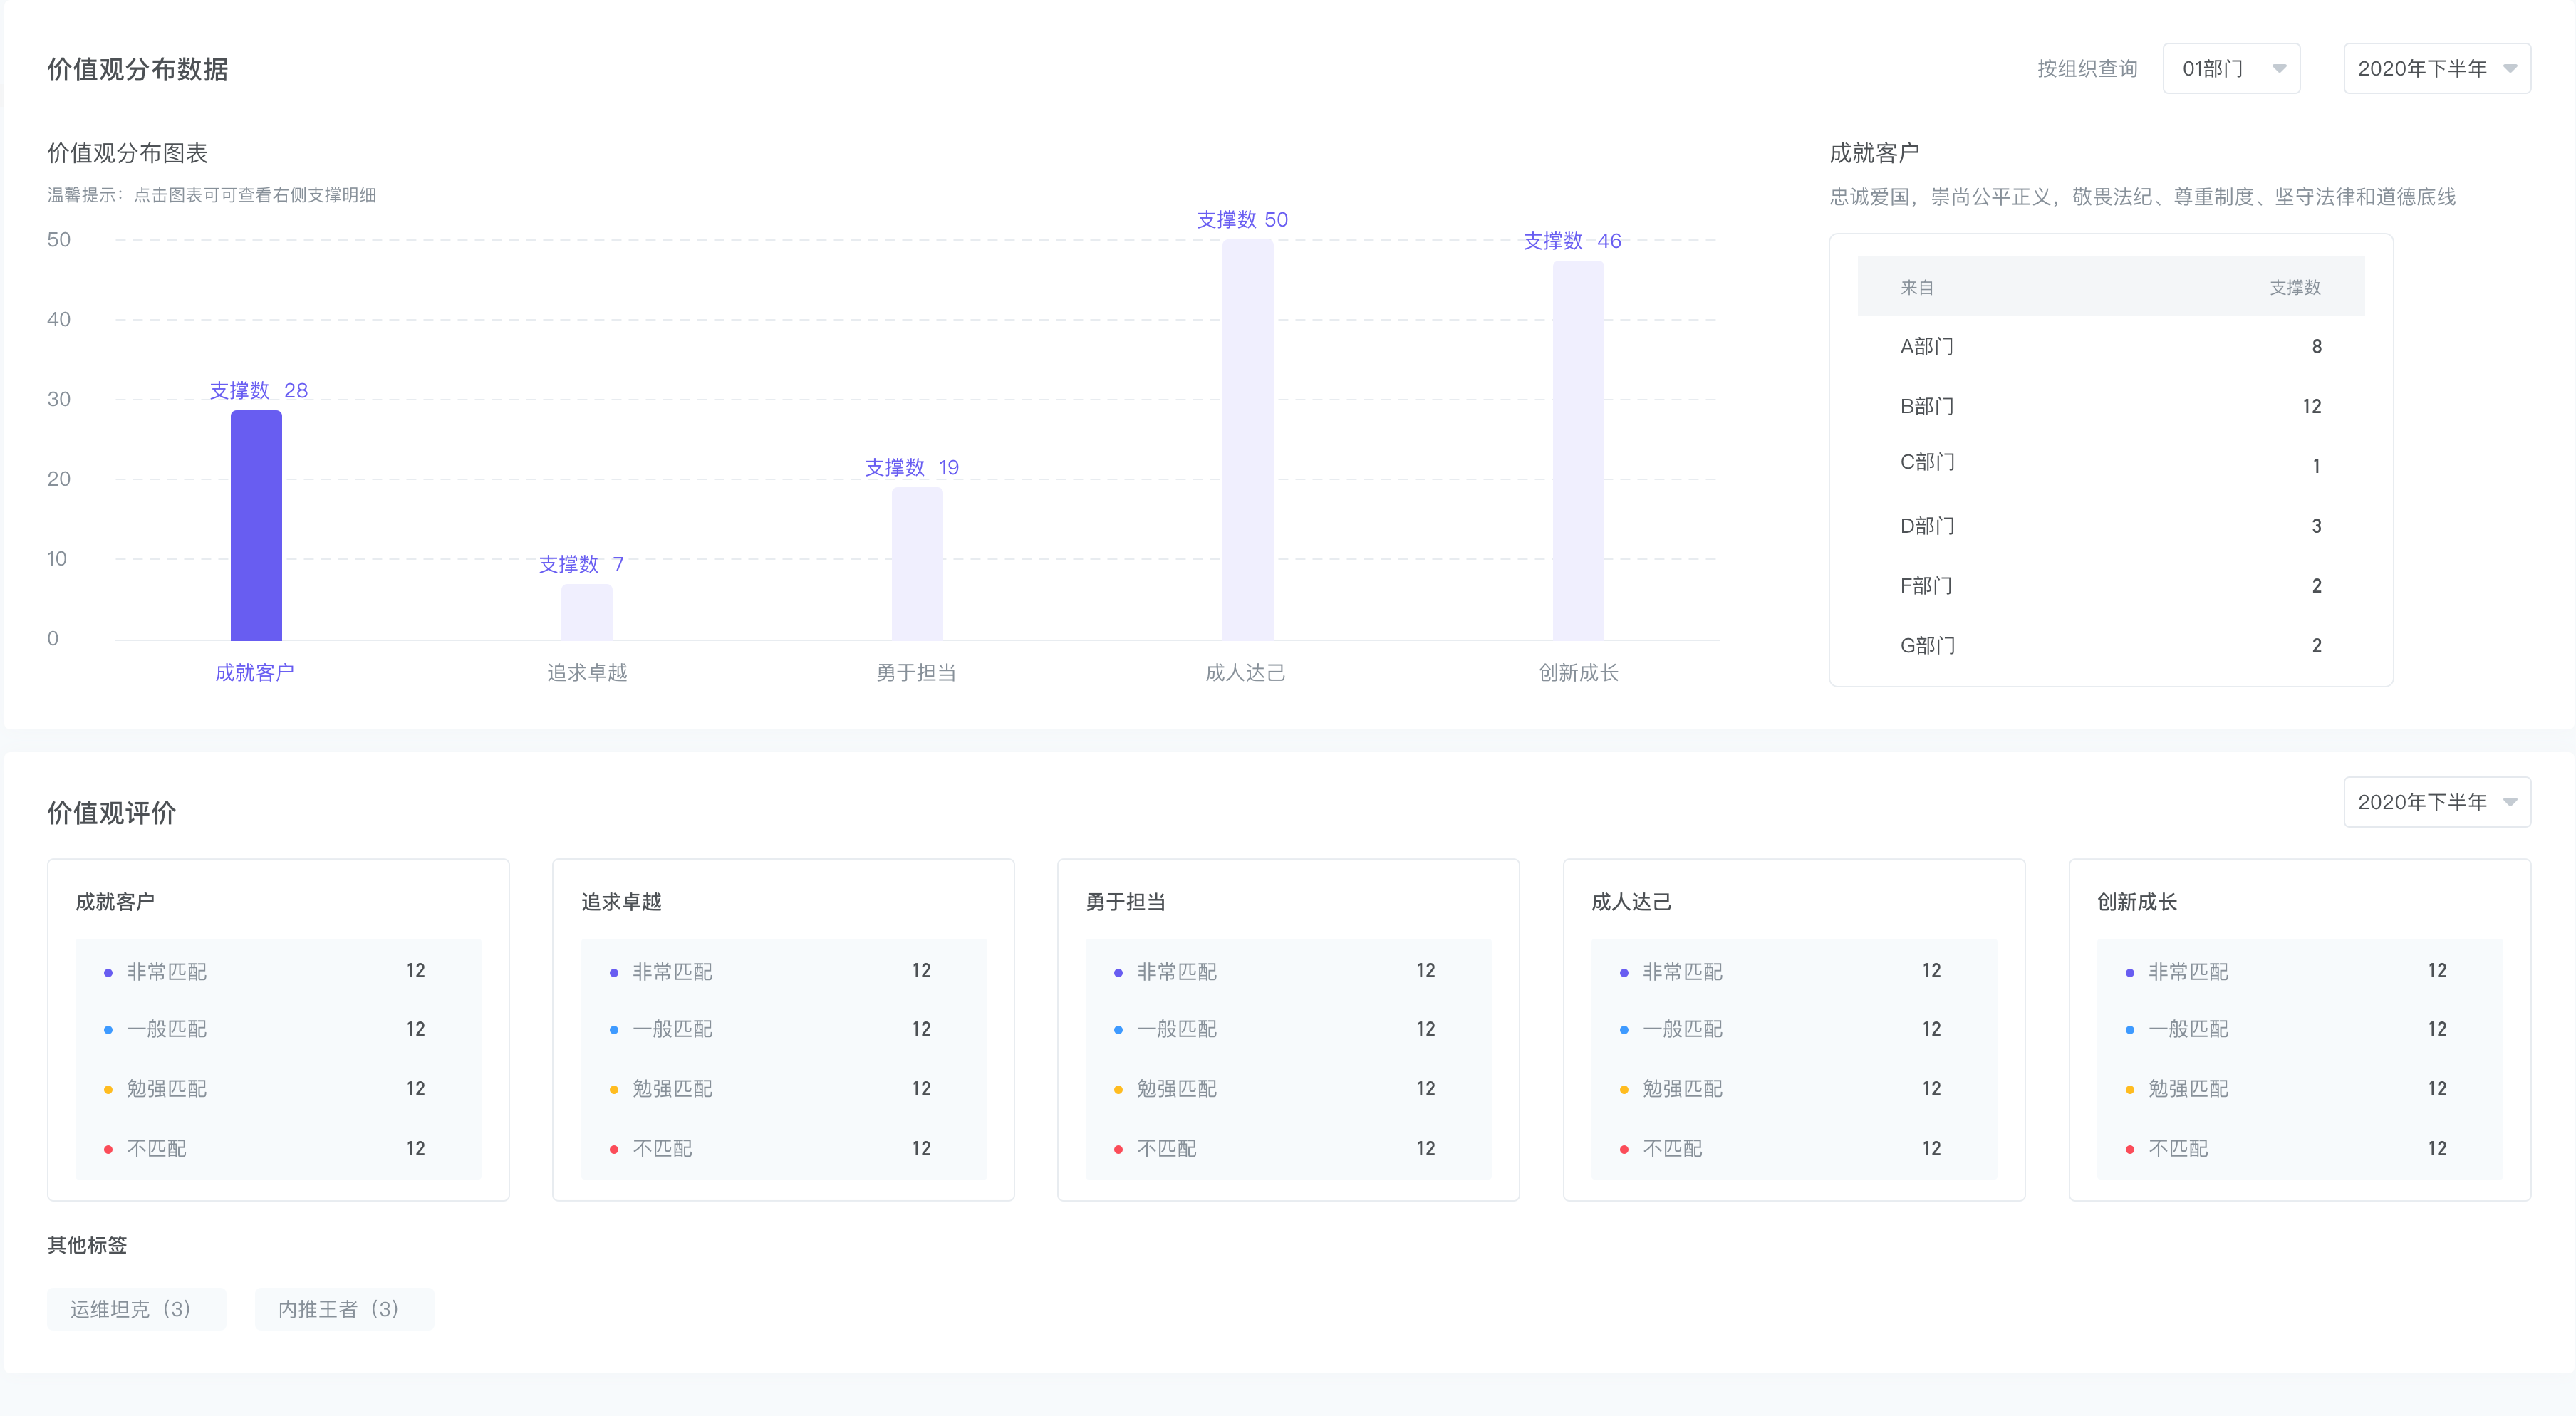 价值观分布数据
按组织查询 01部门 2020年下半年
价值观分布图表
温馨提示：点击图表可可查看右侧支撑明细
50
40
30
20
10
0
支撑数 28
支撑数 7
支撑数 19
支撑数 50
支撑数 46
成就客户 追求卓越 勇于担当 成人达己 创新成长
成就客户
忠诚爱国，崇尚公平正义，敬畏法纪、尊重制度、坚守法律和道德底线
来自 支撑数
A部门 8
B部门 12
C部门 1
D部门 3
F部门 2
G部门 2
价值观评价
2020年下半年
成就客户
非常匹配 12
一般匹配 12
勉强匹配 12
不匹配 12
追求卓越
非常匹配 12
一般匹配 12
勉强匹配 12
不匹配 12
勇于担当
非常匹配 12
一般匹配 12
勉强匹配 12
不匹配 12
成人达己
非常匹配 12
一般匹配 12
勉强匹配 12
不匹配 12
创新成长
非常匹配 12
一般匹配 12
勉强匹配 12
不匹配 12
其他标签
运维坦克（3） 内推王者（3）